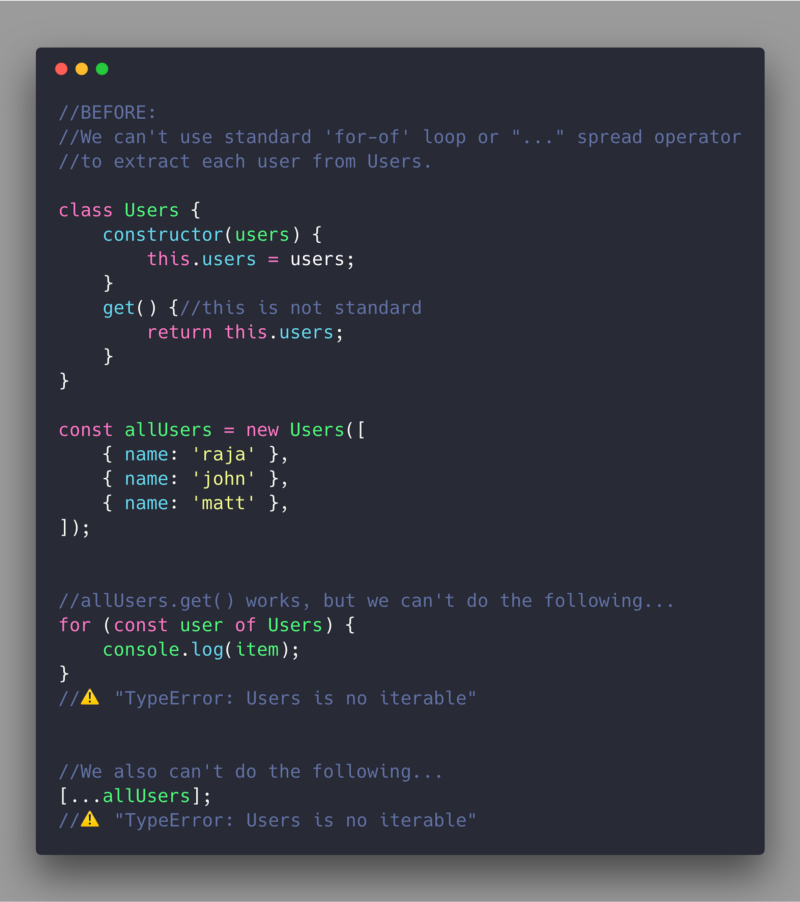 //BEFORE:
//We can't use standard 'for-of' loop or "..." spread operator
//to extract each user from Users.
class Users {
    constructor(users) {
        this.users = users;
    }
    get() {//this is not standard
        return this.users;
    }
}
const allUsers = new Users([
    { name: 'raja' },
    { name: 'john' },
    { name: 'matt' },
]);
//allUsers.get() works, but we can't do the following...
for (const user of Users) {
    console.log(item);
}
//⚠️ "TypeError: Users is no iterable"
//We also can't do the following...
[...allUsers];
//⚠️ "TypeError: Users is no iterable"